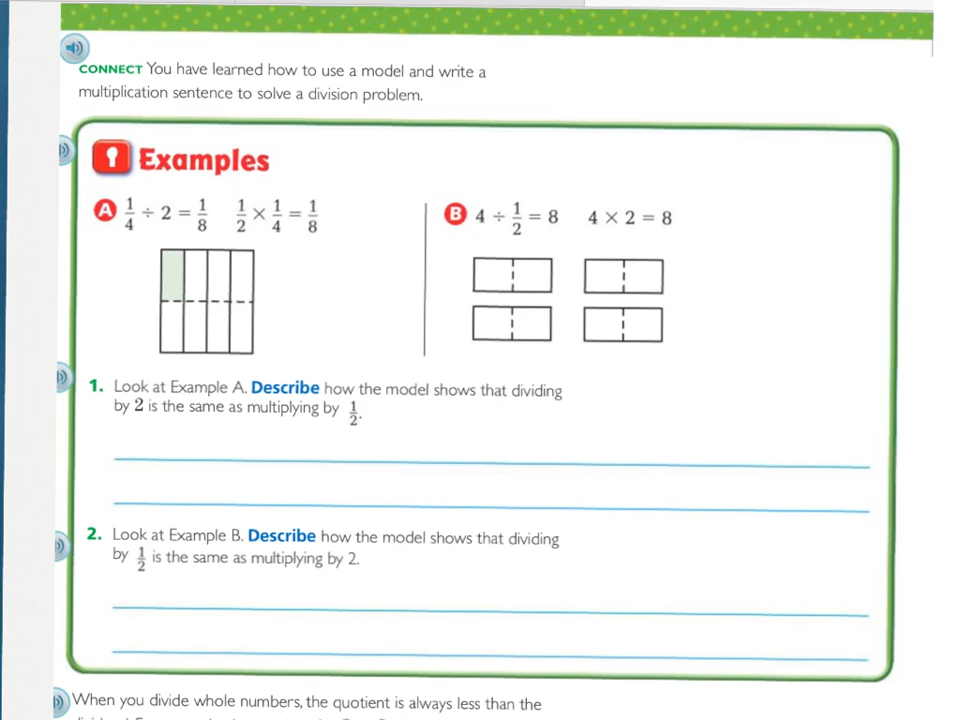 CONNECT You have learned how to use a model and write a
multiplication sentence to solve a division problem.
Examples
A 1/4 ÷ 2 = 1/8 1/2 × 1/4 = 1/8
B 4 ÷ 1/2 = 8 4 × 2 = 8
1. Look at Example A. Describe how the model shows that dividing
by 2 is the same as multiplying by 1/2.
2. Look at Example B. Describe how the model shows that dividing
by 1/2 is the same as multiplying by 2.
When you divide whole numbers, the quotient is always less than the